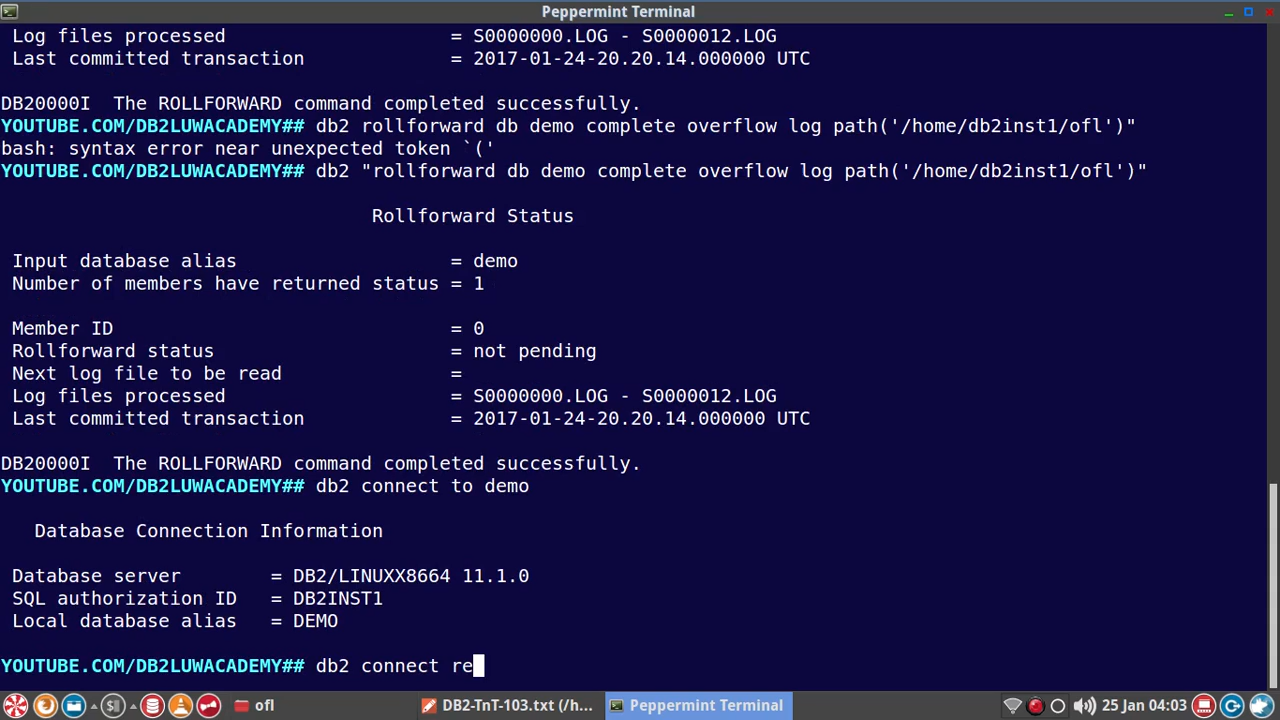 Peppermint Terminal
Log files processed = S0000000.LOG - S0000012.LOG
Last committed transaction = 2017-01-24-20.20.14.000000 UTC
DB20000I The ROLLFORWARD command completed successfully.
YOUTUBE.COM/DB2LUWACADEMY## db2 rollforward db demo complete overflow log path('/home/db2inst1/ofl')"
bash: syntax error near unexpected token `('
YOUTUBE.COM/DB2LUWACADEMY## db2 "rollforward db demo complete overflow log path('/home/db2inst1/ofl')"
Rollforward Status
Input database alias = demo
Number of members have returned status = 1
Member ID = 0
Rollforward status = not pending
Next log file to be read =
Log files processed = S0000000.LOG - S0000012.LOG
Last committed transaction = 2017-01-24-20.20.14.000000 UTC
DB20000I The ROLLFORWARD command completed successfully.
YOUTUBE.COM/DB2LUWACADEMY## db2 connect to demo
Database Connection Information
Database server = DB2/LINUXX8664 11.1.0
SQL authorization ID = DB2INST1
Local database alias = DEMO
YOUTUBE.COM/DB2LUWACADEMY## db2 connect re
ofl DB2-TnT-103.txt (/h... Peppermint Terminal 25 Jan 04:03